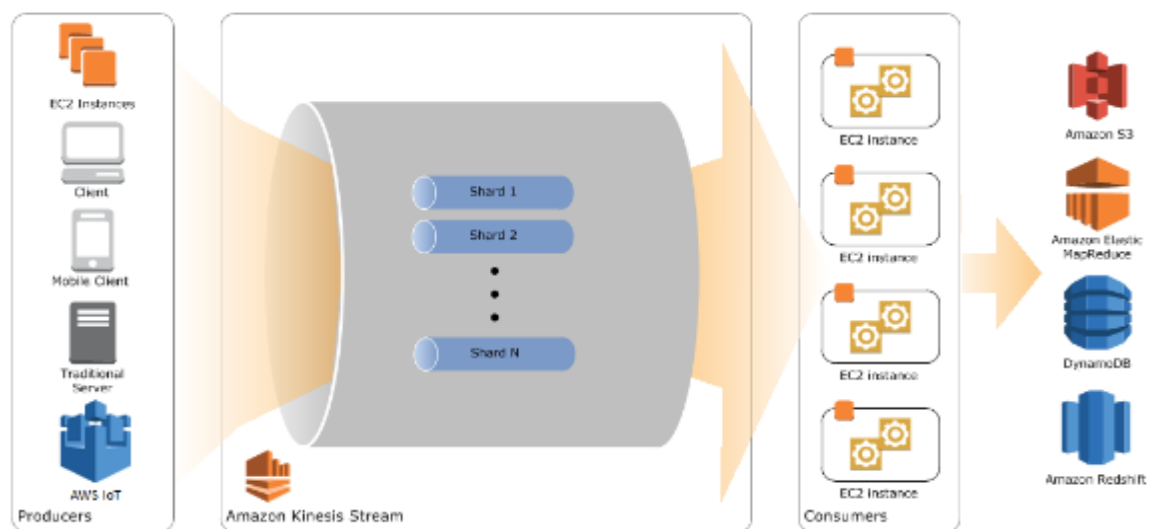 EC2 Instances
Client
Mobile Client
Traditional
Server
AWS IoT
Producers
Shard 1
Shard 2
Shard N
Amazon Kinesis Stream
EC2 instance
EC2 instance
EC2 instance
EC2 instance
Consumers
Amazon S3
Amazon Elastic
MapReduce
DynamoDB
Amazon Redshift